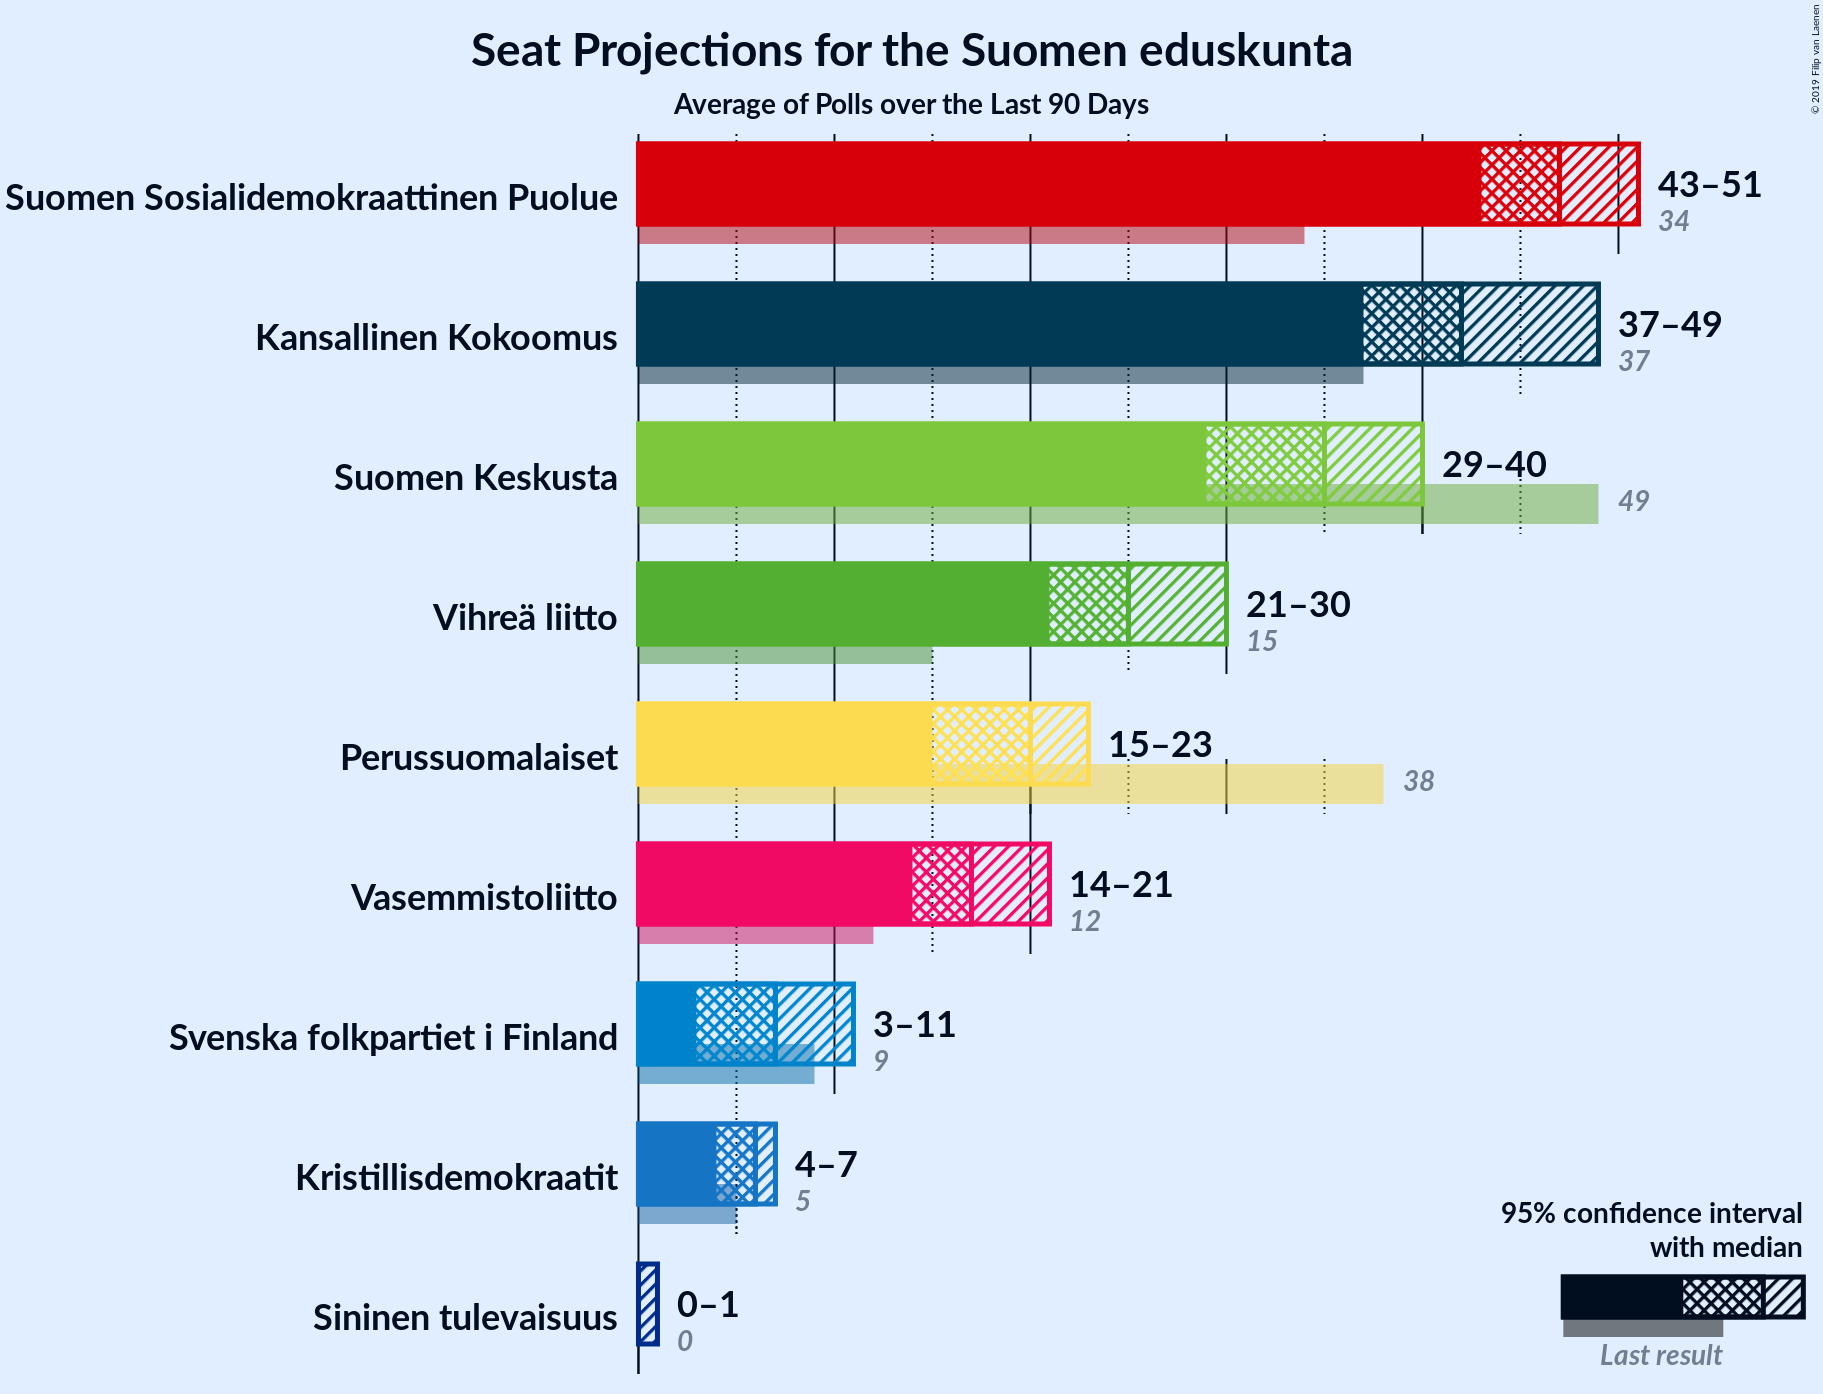 Seat Projections for the Suomen eduskunta
Average of Polls over the Last 90 Days
© 2019 Filip van Laenen
Suomen Sosialidemokraattinen Puolue
43–51
34
Kansallinen Kokoomus
37–49
37
Suomen Keskusta
29–40
49
Vihreä liitto
21–30
15
Perussuomalaiset
15–23
38
Vasemmistoliitto
14–21
12
Svenska folkpartiet i Finland
3–11
9
Kristillisdemokraatit
4–7
5
Sininen tulevaisuus
0–1
0
95% confidence interval
with median
Last result